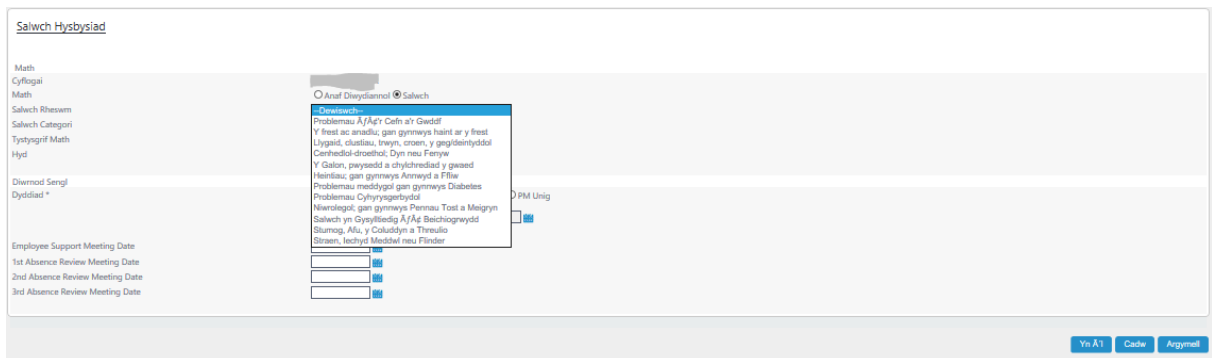 Salwch Hysbysiad
Math
Cyflogai
Math
Anaf Diwydiannol Salwch
Salwch Rheswm
--Dewiswch--
Problemau ÃƒÂ¢'r Cefn a'r Gwddf
Salwch Categori
Y frest ac anadlu; gan gynnwys haint ar y frest
Tystysgrif Math
Llygaid, clustiau, trwyn, croen, y geg/deintyddol
Cenhedlol-droethol; Dyn neu Fenyw
Hyd
Y Galon, pwysedd a chylchrediad y gwaed
Heintiau; gan gynnwys Annwyd a Ffliw
Diwrnod Sengl
Problemau meddygol gan gynnwys Diabetes
Dyddiad *
Problemau Cyhyrysgerbydol
PM Unig
Niwrolegol; gan gynnwys Pennau Tost a Meigryn
Salwch yn Gysylltiedig ÃƒÂ¢ Beichiogrwydd
Stumog, Afu, y Coluddyn a Threulio
Straen, Iechyd Meddwl neu Flinder
Employee Support Meeting Date
1st Absence Review Meeting Date
2nd Absence Review Meeting Date
3rd Absence Review Meeting Date
Yn Ã'l Cadw Argymell